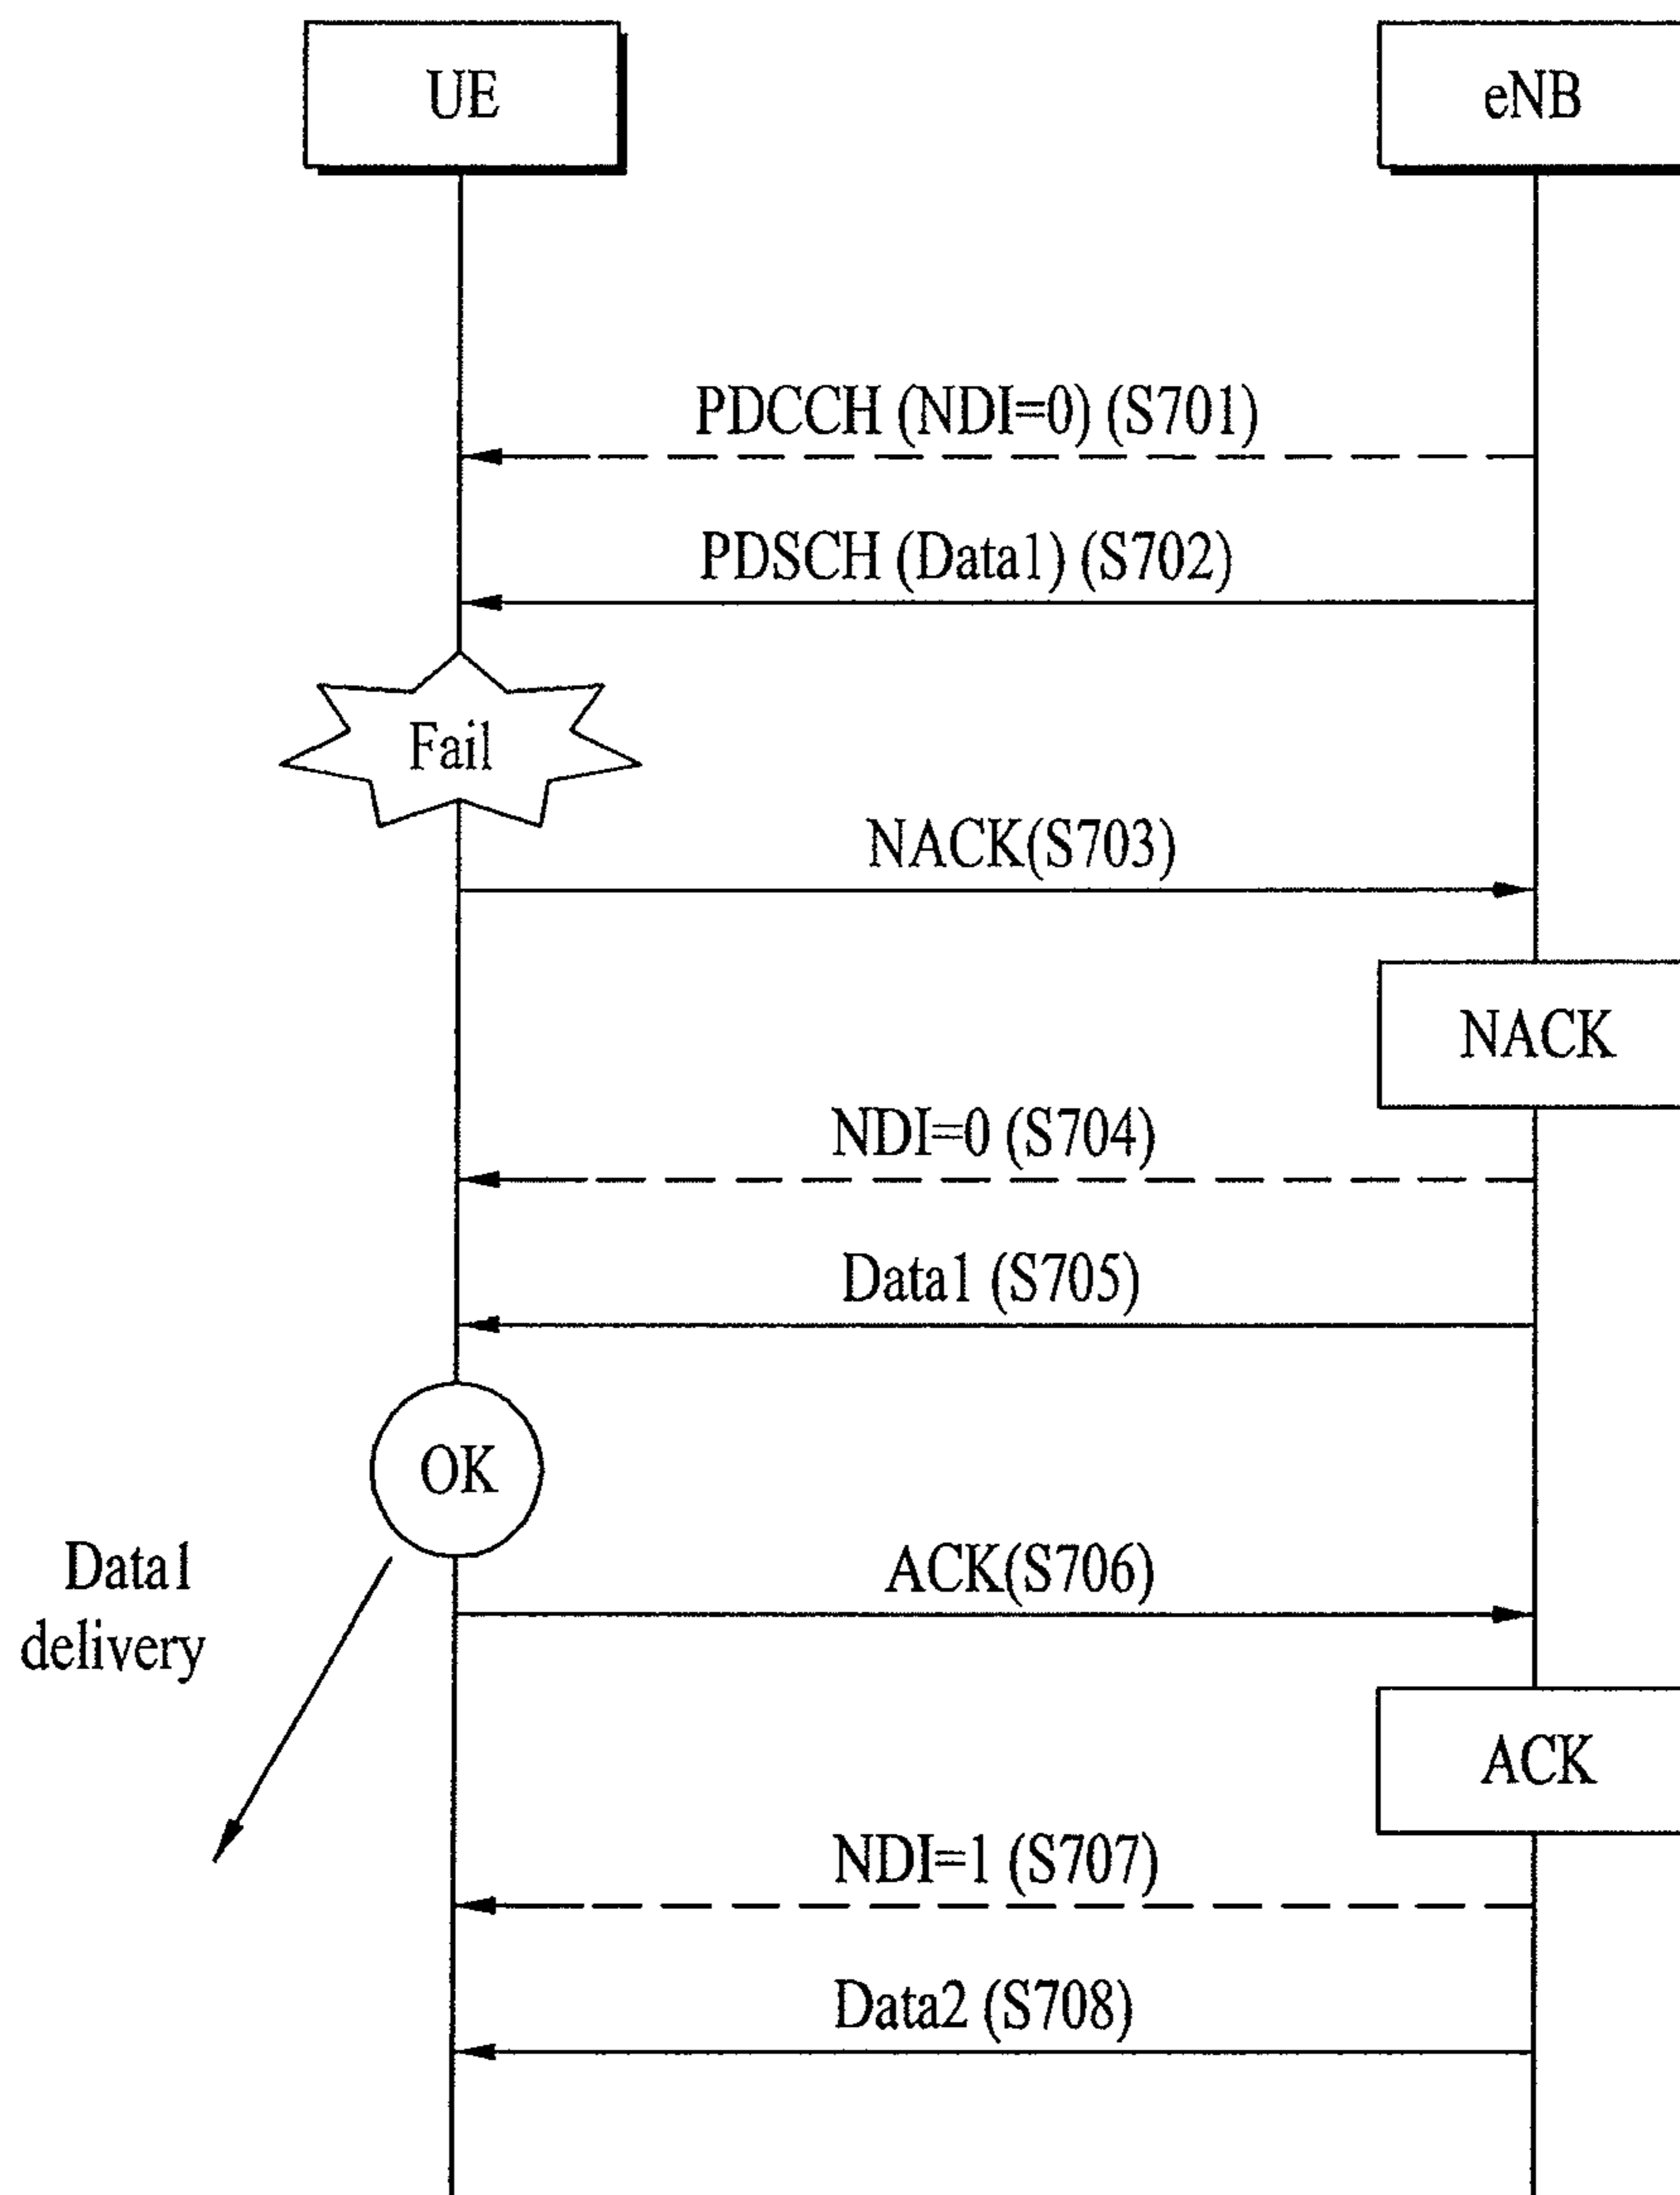 UE
eNB
PDCCH (NDI=0) (S701)
PDSCH (Data1) (S702)
Fail
NACK(S703)
NACK
NDI=0 (S704)
Data1 (S705)
OK
Data1
delivery
ACK(S706)
ACK
NDI=1 (S707)
Data2 (S708)